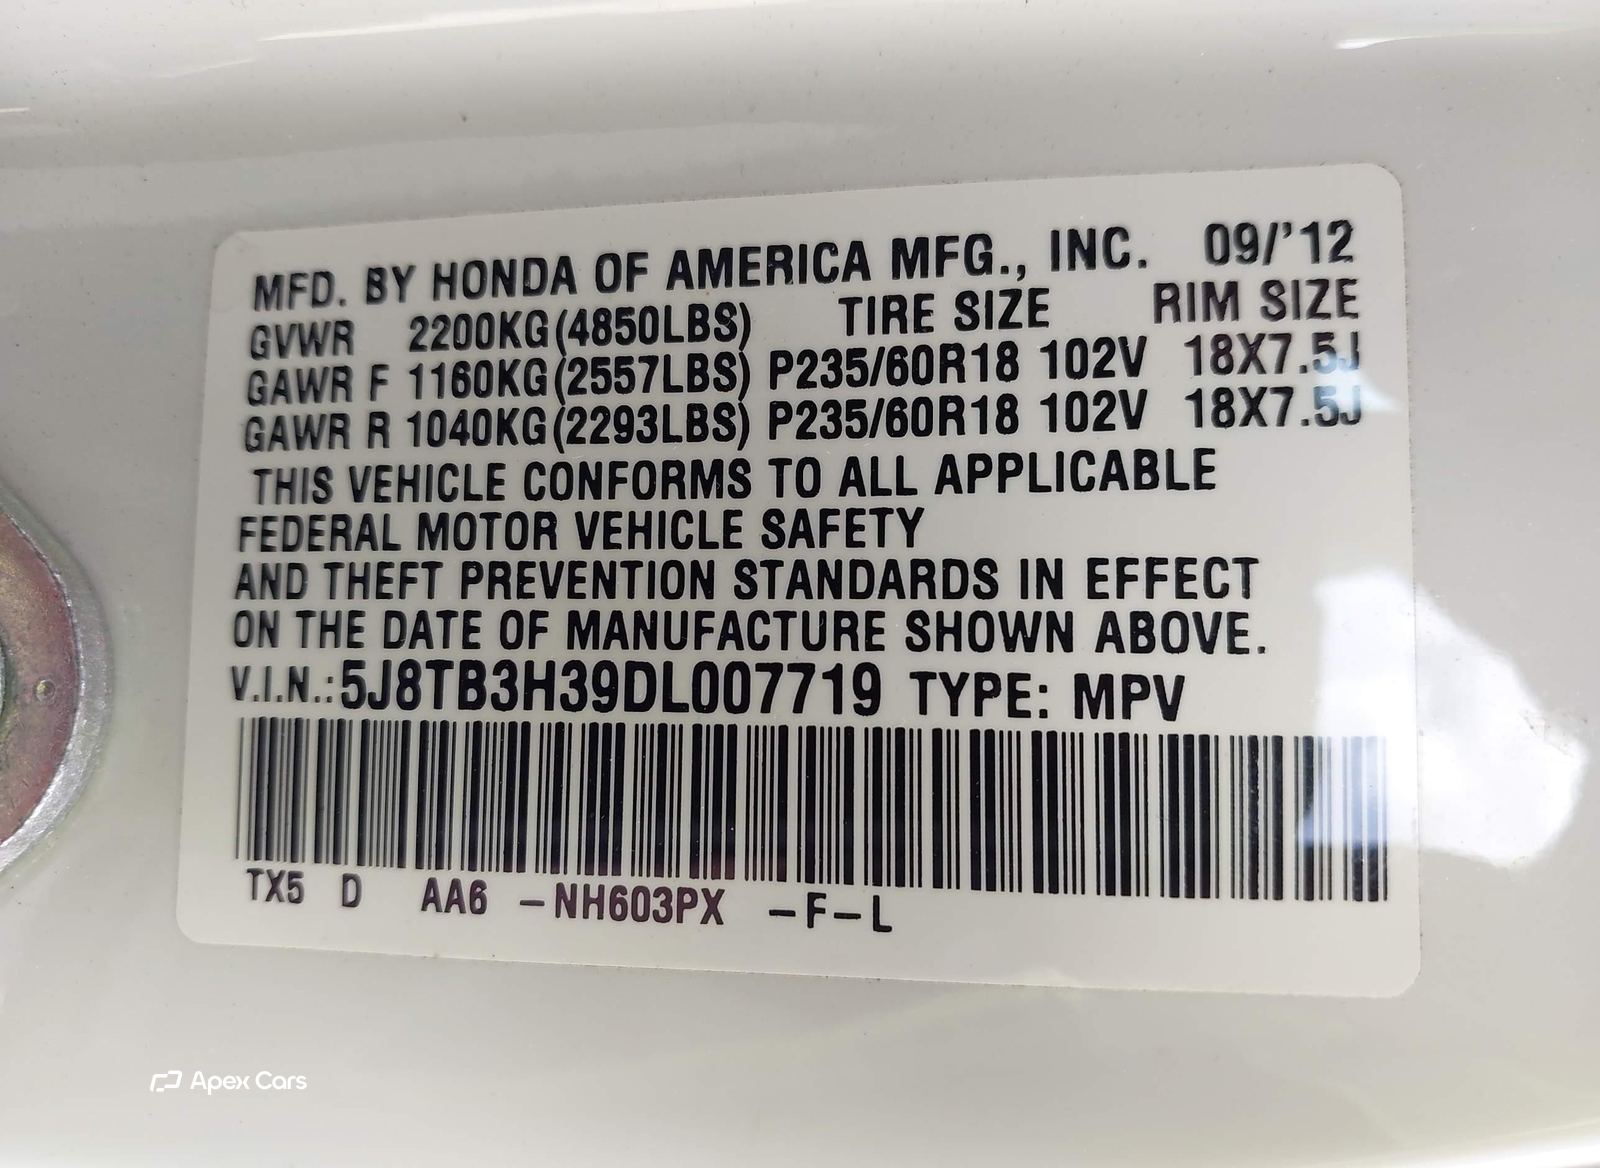 MFD. BY HONDA OF AMERICA MFG., INC. 09/'12
GVWR 2200KG(4850LBS) TIRE SIZE RIM SIZE
GAWR F 1160KG(2557LBS) P235/60R18 102V 18X7.5J
GAWR R 1040KG(2293LBS) P235/60R18 102V 18X7.5J
THIS VEHICLE CONFORMS TO ALL APPLICABLE
FEDERAL MOTOR VEHICLE SAFETY
AND THEFT PREVENTION STANDARDS IN EFFECT
ON THE DATE OF MANUFACTURE SHOWN ABOVE.
V.I.N.:5J8TB3H39DL007719 TYPE: MPV
TX5 D AA6 -NH603PX -F-L
Apex Cars